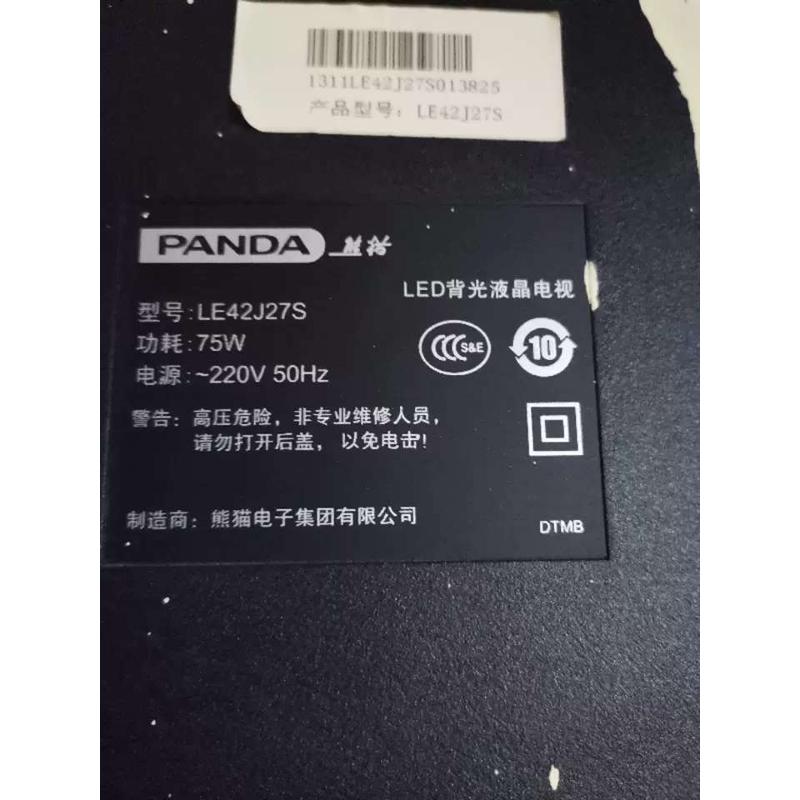 1311LE42J27S013825
产品型号: LE42J27S
PANDA 熊猫
LED背光液晶电视
型号:LE42J27S
功耗:75W
电源:~220V 50Hz
CCC S&E
10
警告: 高压危险,非专业维修人员,
请勿打开后盖, 以免电击!
制造商: 熊猫电子集团有限公司
DTMB